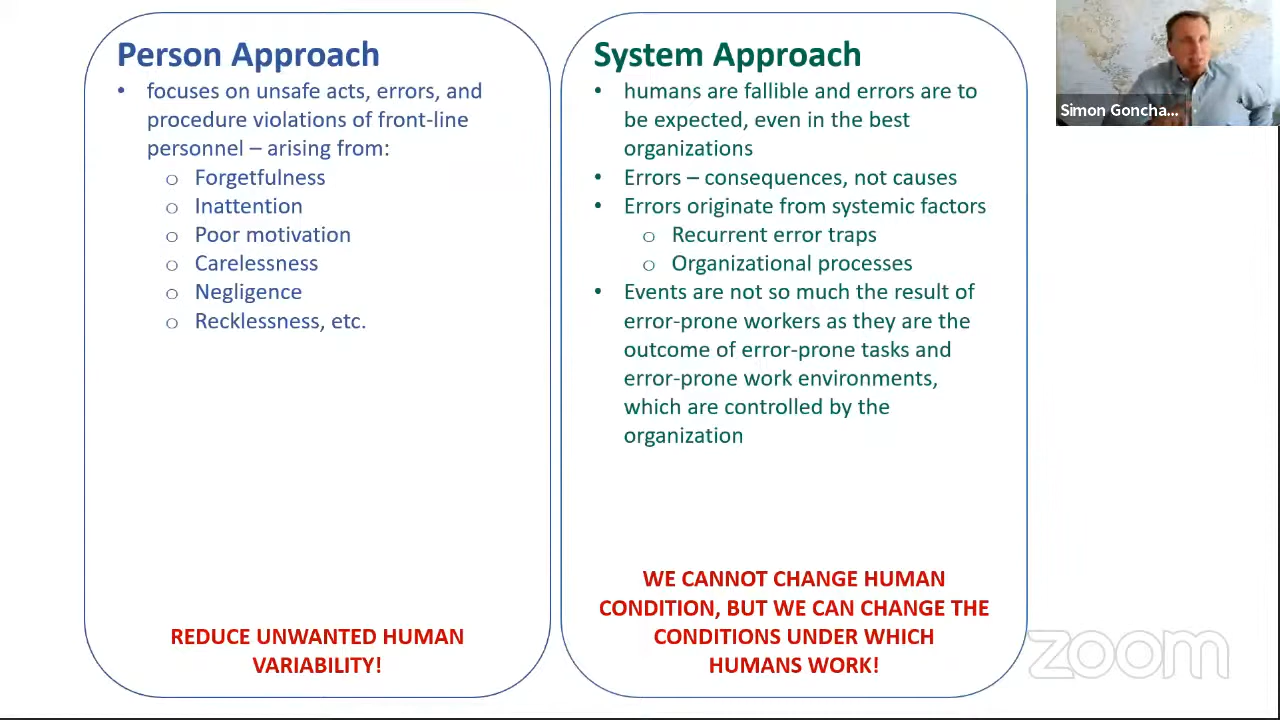 Person Approach
• focuses on unsafe acts, errors, and
procedure violations of front-line
personnel – arising from:
o Forgetfulness
o Inattention
o Poor motivation
o Carelessness
o Negligence
o Recklessness, etc.
REDUCE UNWANTED HUMAN
VARIABILITY!
System Approach
• humans are fallible and errors are to
be expected, even in the best
organizations
• Errors – consequences, not causes
• Errors originate from systemic factors
o Recurrent error traps
o Organizational processes
• Events are not so much the result of
error-prone workers as they are the
outcome of error-prone tasks and
error-prone work environments,
which are controlled by the
organization
WE CANNOT CHANGE HUMAN
CONDITION, BUT WE CAN CHANGE THE
CONDITIONS UNDER WHICH
HUMANS WORK!
Simon Goncha...
zoom